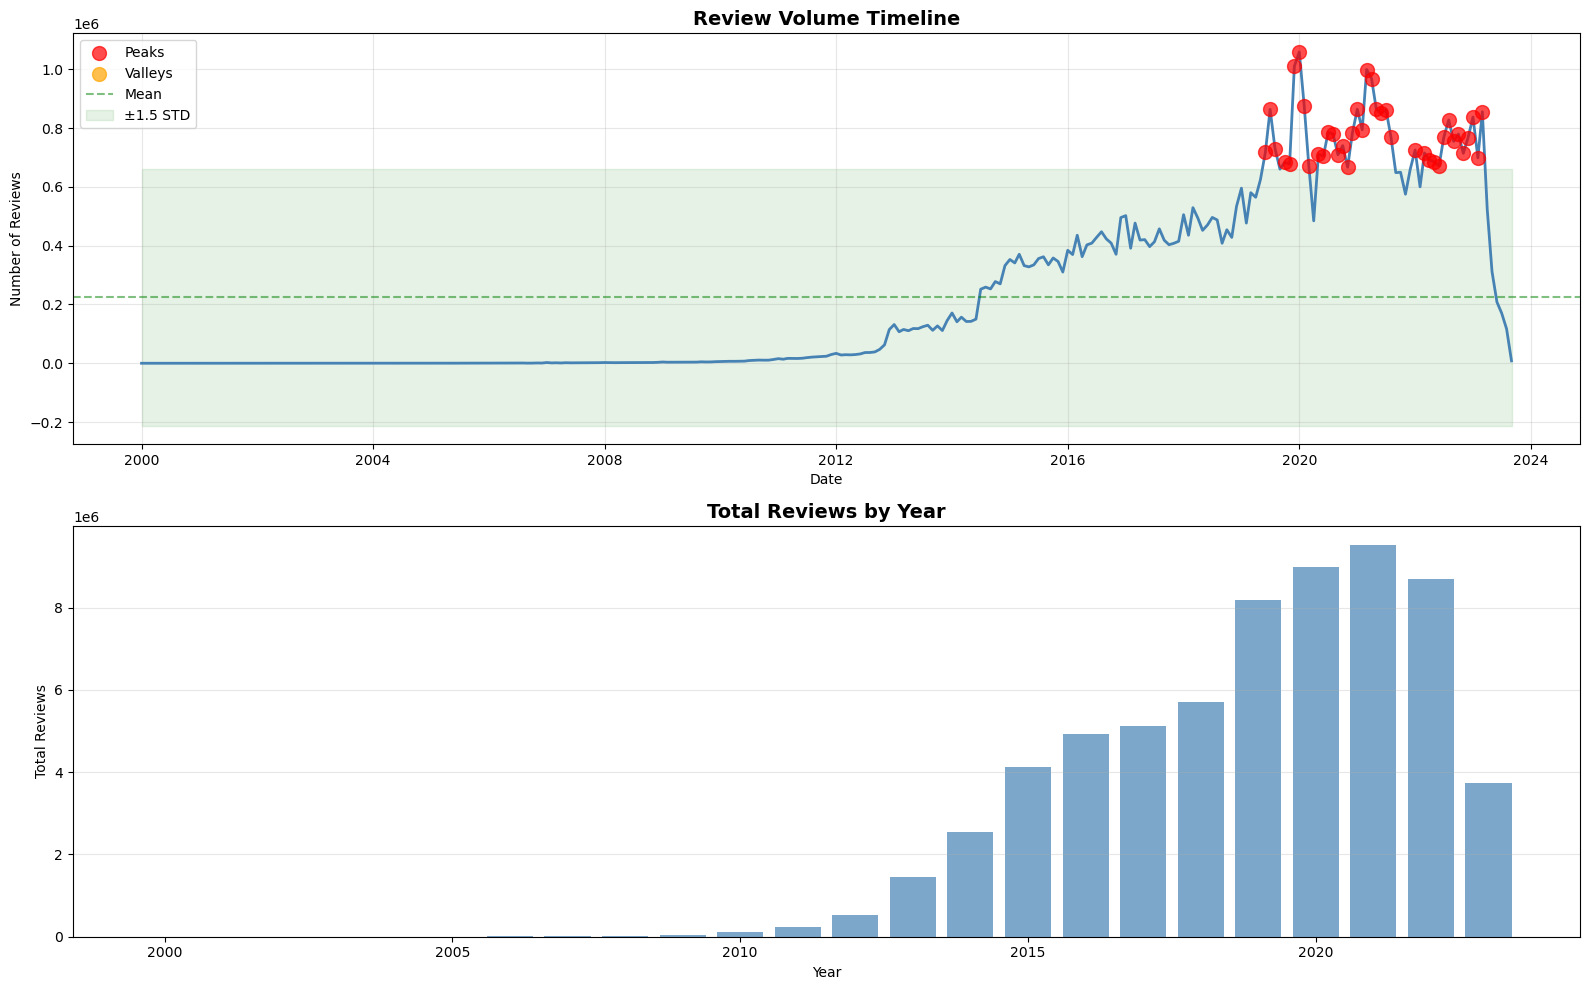 Review Volume Timeline
1e6
Peaks
Valleys
Mean
±1.5 STD
1.0
0.8
0.6
0.4
0.2
0.0
−0.2
Number of Reviews
2000 2004 2008 2012 2016 2020 2024
Date
Total Reviews by Year
1e6
8
6
4
2
0
Total Reviews
2000 2005 2010 2015 2020
Year